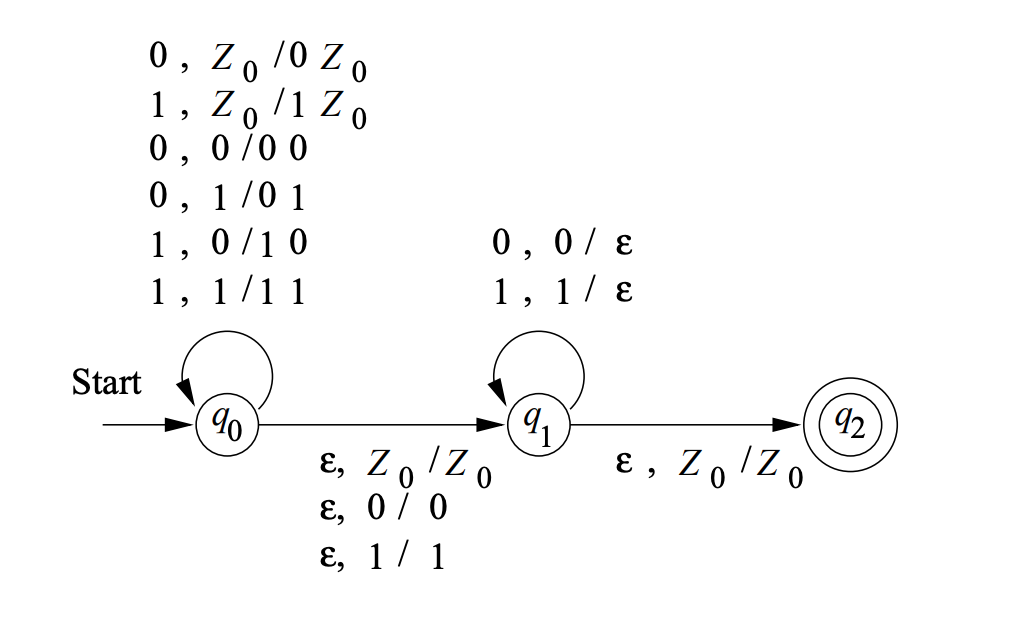 0 , Z₀ /0 Z₀
1 , Z₀ /1 Z₀
0 , 0 /0 0
0 , 1 /0 1
1 , 0 /1 0
1 , 1 /1 1
0 , 0 / ε
1 , 1 / ε
Start
q₀
q₁
q₂
ε, Z₀ /Z₀
ε, 0 / 0
ε, 1 / 1
ε , Z₀ /Z₀